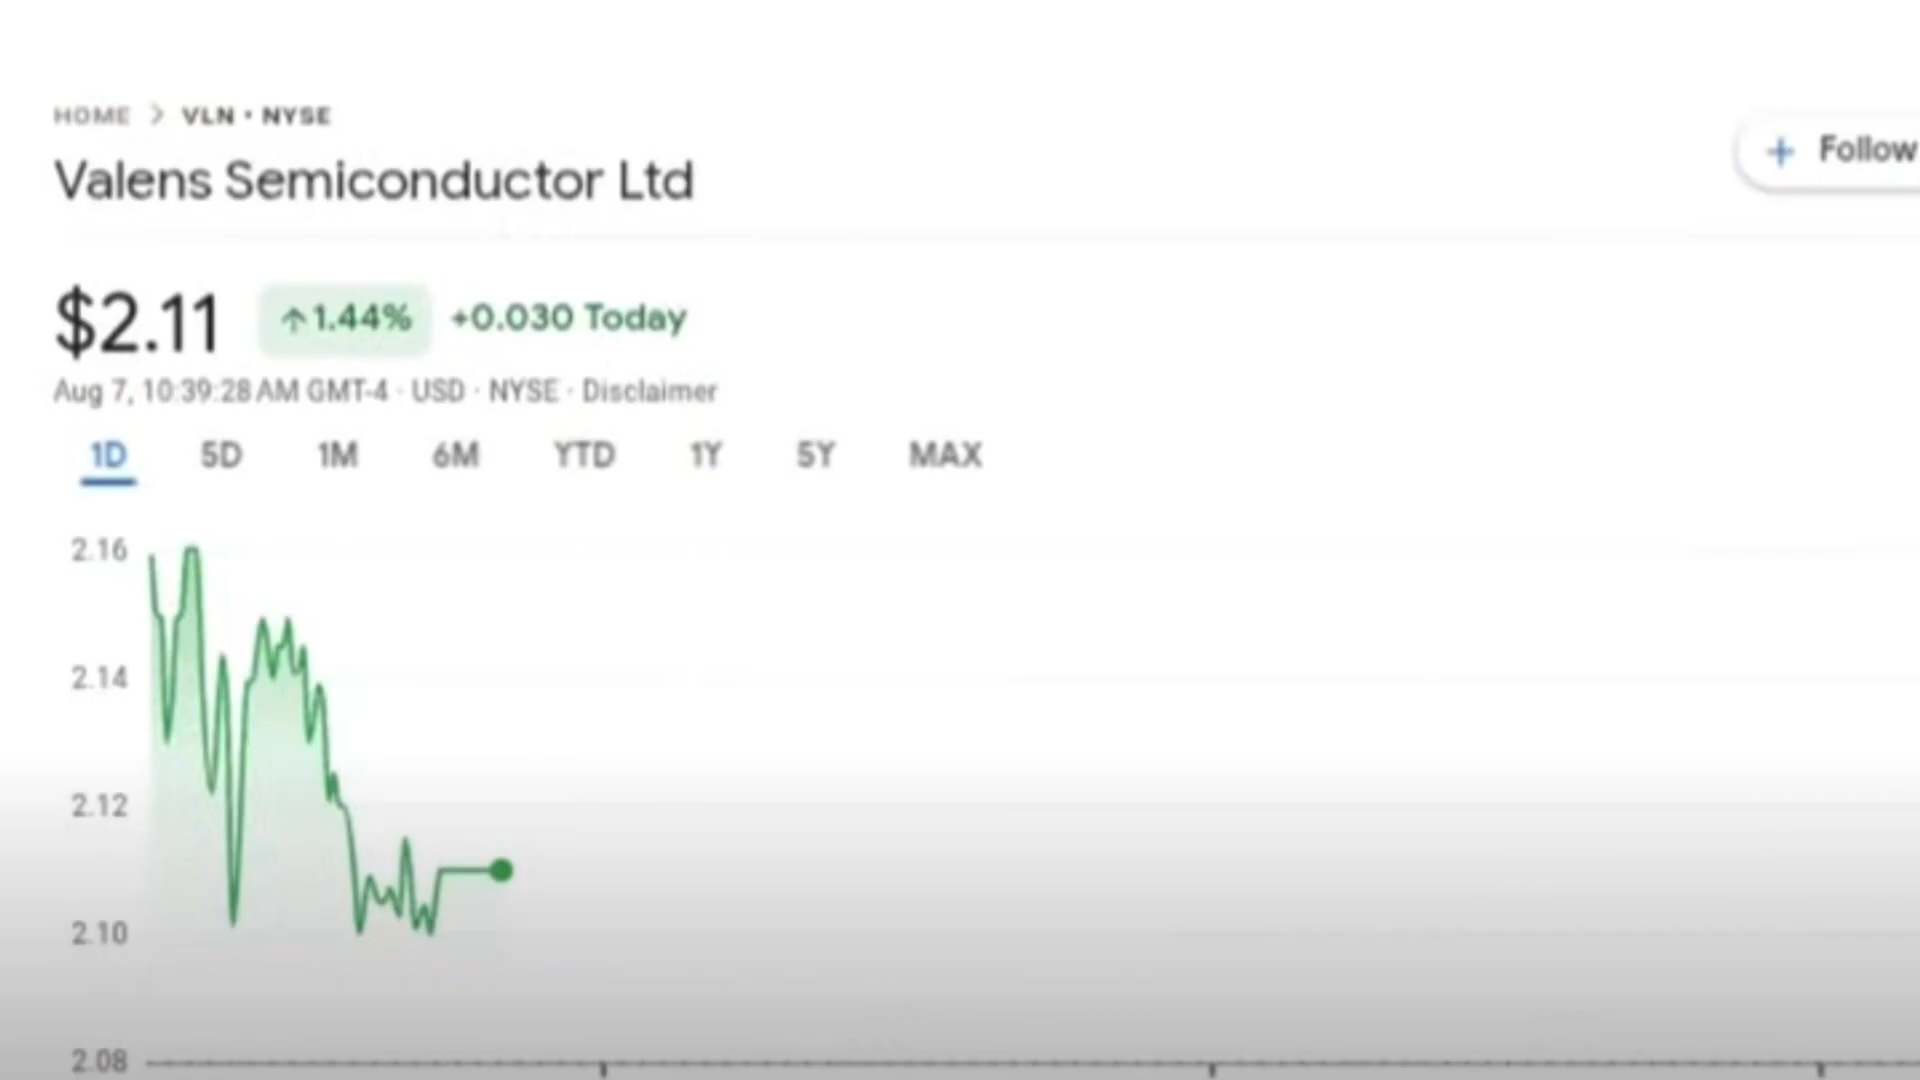 HOME > VLN • NYSE
Valens Semiconductor Ltd
+ Follow
$2.11 ↑1.44% +0.030 Today
Aug 7, 10:39:28 AM GMT-4 · USD · NYSE · Disclaimer
1D 5D 1M 6M YTD 1Y 5Y MAX
2.16
2.14
2.12
2.10
2.08